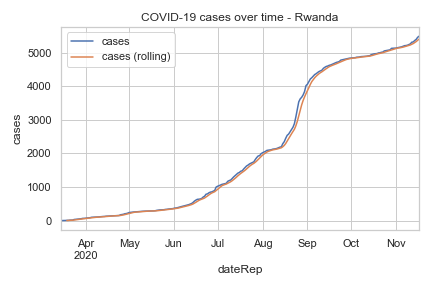 COVID-19 cases over time - Rwanda
cases
cases (rolling)
5000
4000
3000
2000
1000
0
cases
Apr
2020
May
Jun
Jul
Aug
Sep
Oct
Nov
dateRep